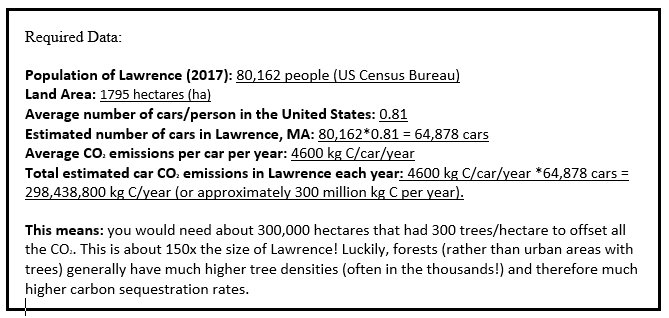 Required Data:
Population of Lawrence (2017): 80,162 people (US Census Bureau)
Land Area: 1795 hectares (ha)
Average number of cars/person in the United States: 0.81
Estimated number of cars in Lawrence, MA: 80,162*0.81 = 64,878 cars
Average CO₂ emissions per car per year: 4600 kg C/car/year
Total estimated car CO₂ emissions in Lawrence each year: 4600 kg C/car/year *64,878 cars =
298,438,800 kg C/year (or approximately 300 million kg C per year).
This means: you would need about 300,000 hectares that had 300 trees/hectare to offset all
the CO₂. This is about 150x the size of Lawrence! Luckily, forests (rather than urban areas with
trees) generally have much higher tree densities (often in the thousands!) and therefore much
higher carbon sequestration rates.